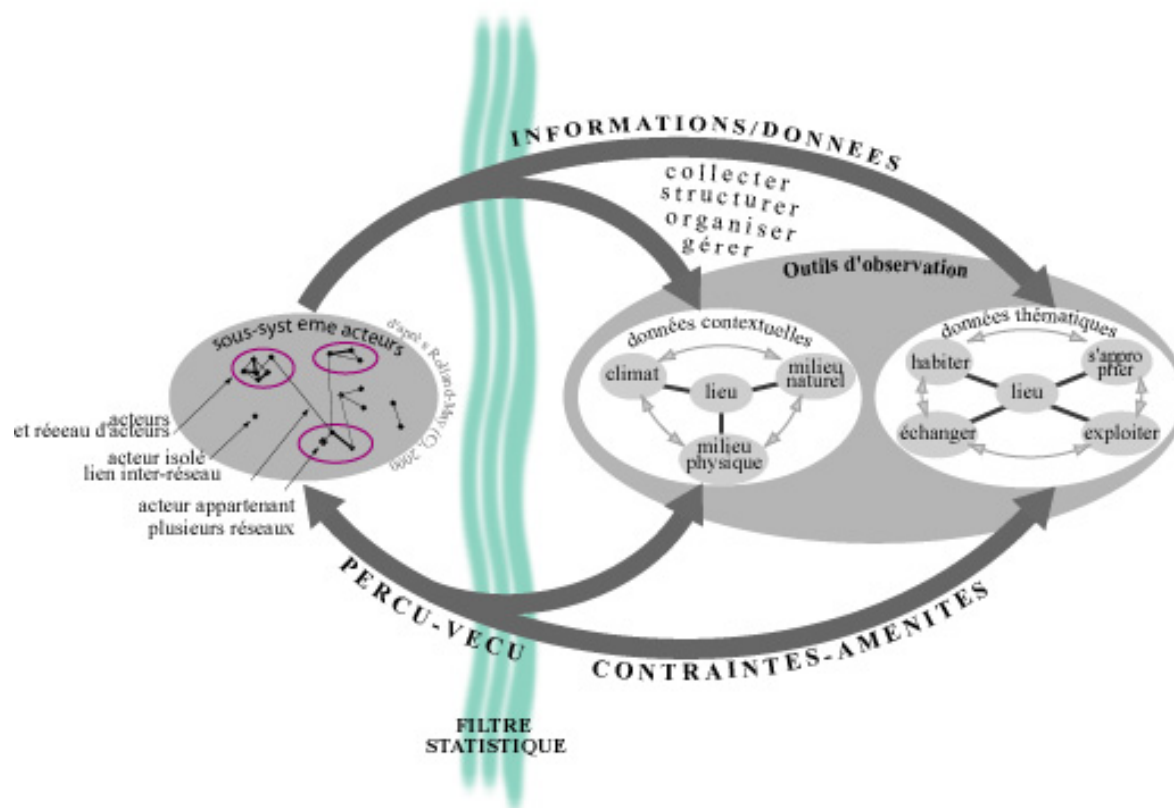 INFORMATIONS/DONNEES
collecter
structurer
organiser
gérer
Outils d'observation
sous-syst eme acteurs
d'aprè s Rolland-May (C), 2000
acteurs
et réeeau d'acteurs
acteur isolé
lien inter-réseau
acteur appartenant
plusieurs réseaux
données contextuelles
climat
lieu
milieu
naturel
milieu
physique
données thématiques
habiter
s'appro
prier
lieu
échanger
exploiter
PERCU-VECU
CONTRAINTES-AMENITES
FILTRE
STATISTIQUE